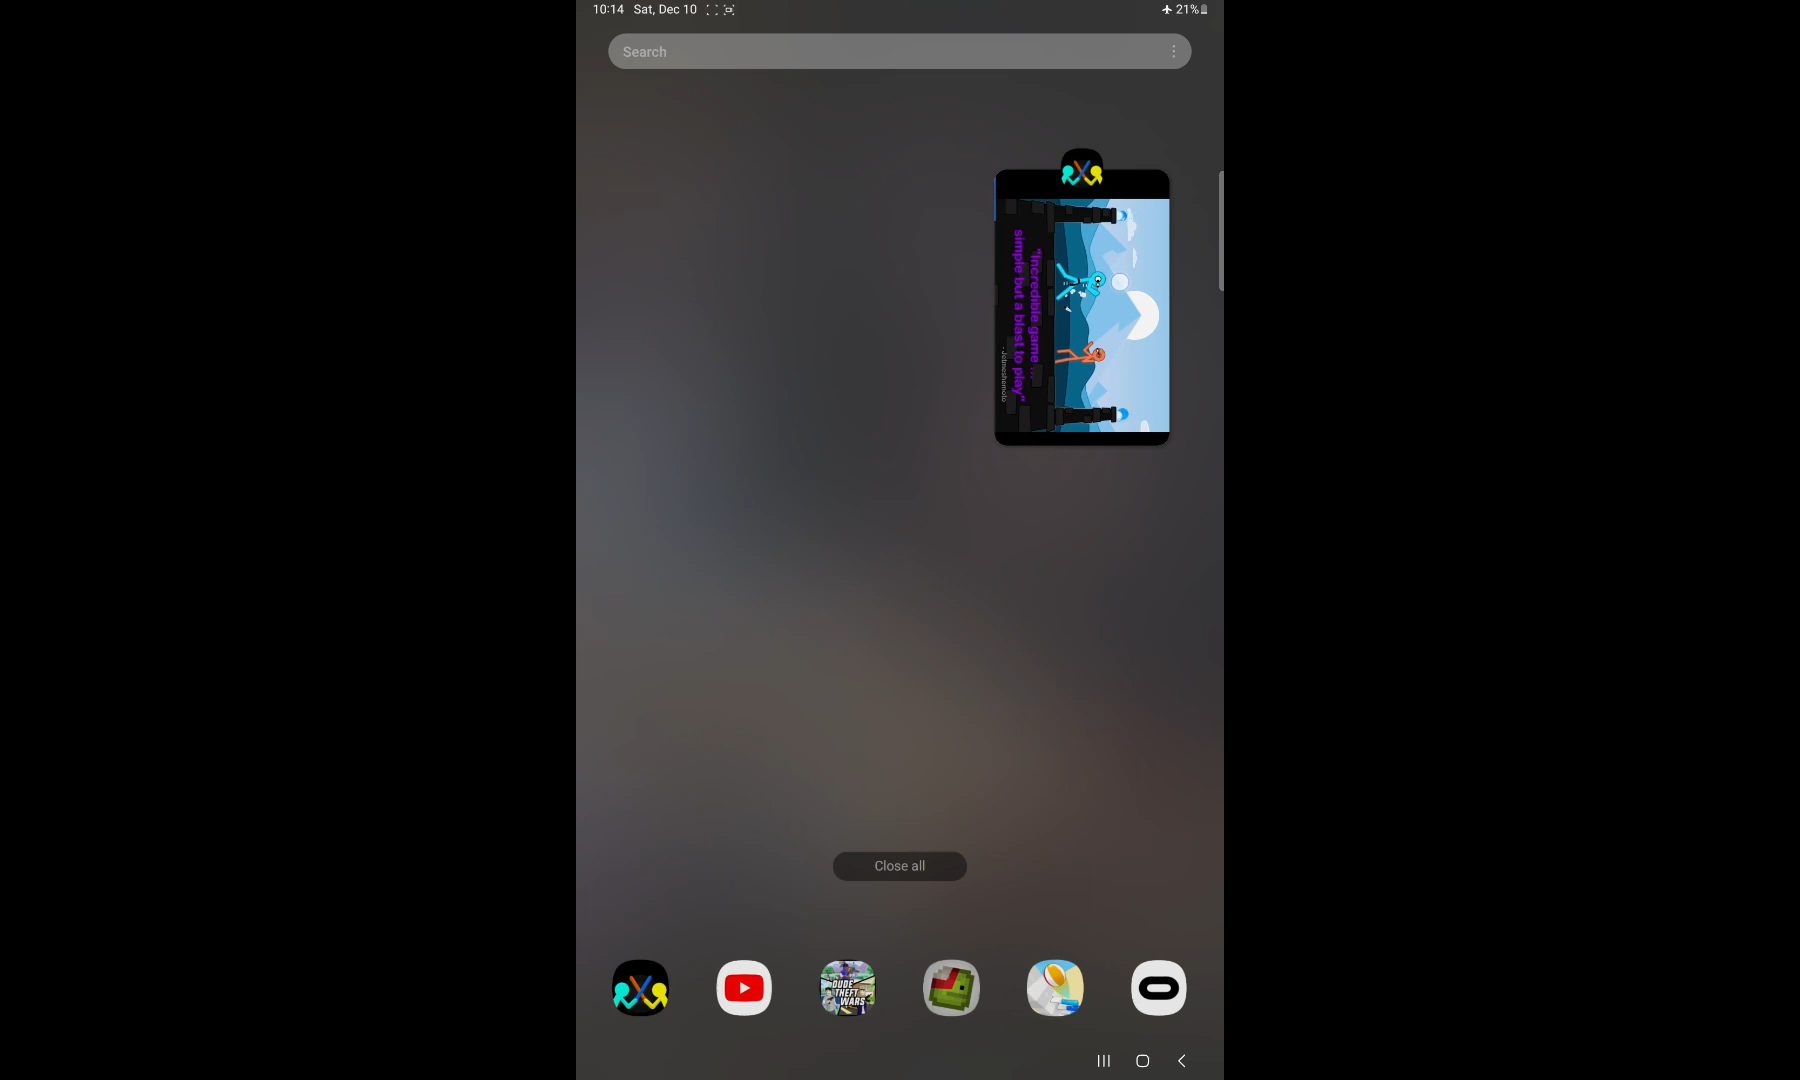 10:14 Sat, Dec 10
21%
Search
"Incredible game ...
simple but a blast to play"
- Jetmoshamoto
Close all
DUDE
THEFT
WARS